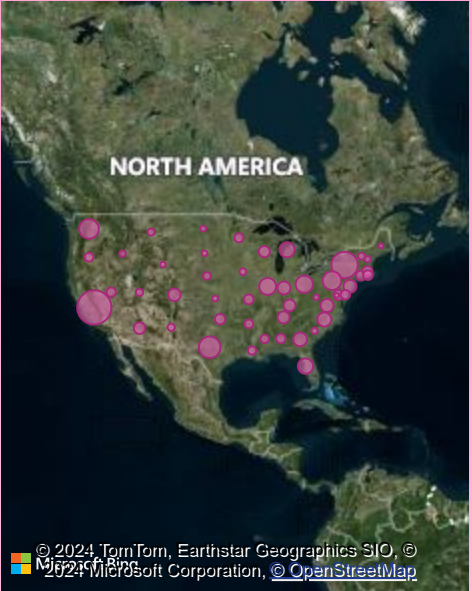 NORTH AMERICA
© 2024 TomTom, Earthstar Geographics SIO, ©
Microsoft Bing
2024 Microsoft Corporation, © OpenStreetMap